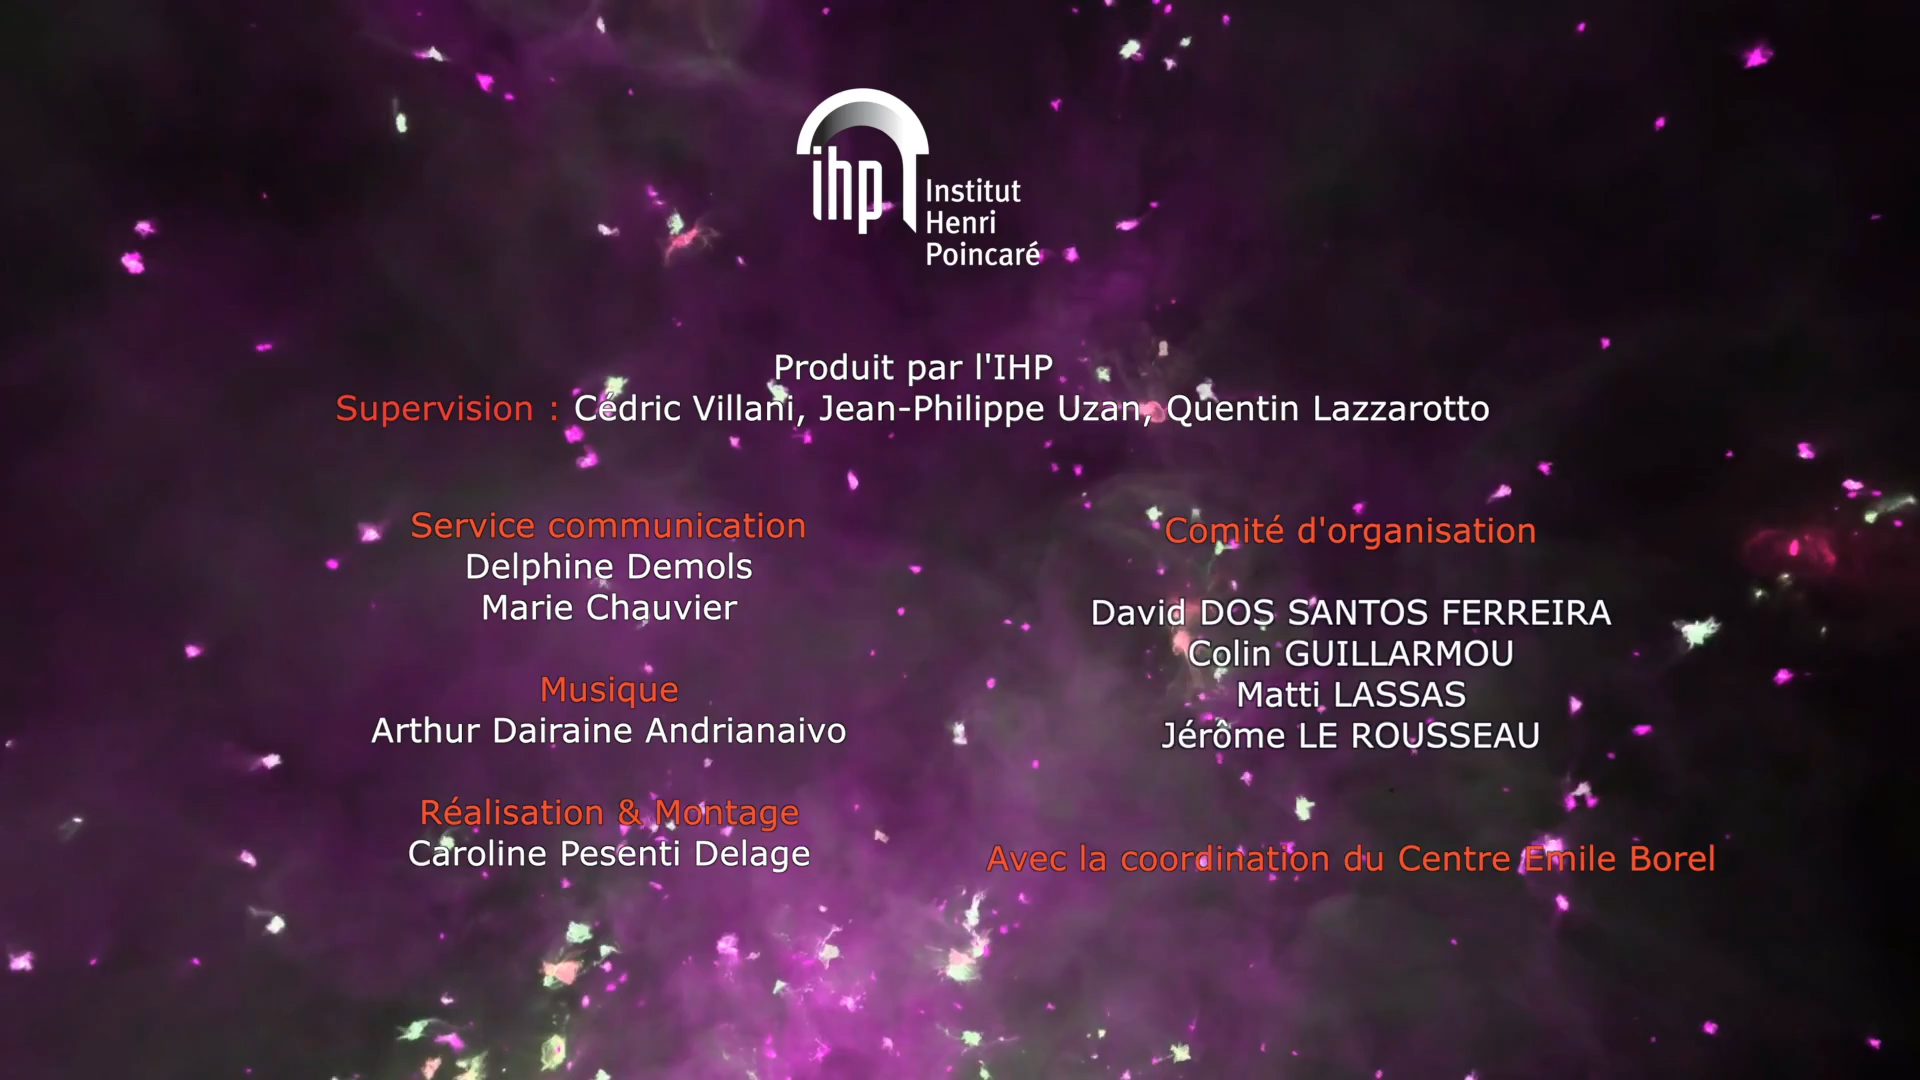 ihp
Institut
Henri
Poincaré
Produit par l'IHP
Supervision : Cédric Villani, Jean-Philippe Uzan, Quentin Lazzarotto
Service communication
Delphine Demols
Marie Chauvier
Musique
Arthur Dairaine Andrianaivo
Réalisation & Montage
Caroline Pesenti Delage
Comité d'organisation
David DOS SANTOS FERREIRA
Colin GUILLARMOU
Matti LASSAS
Jérôme LE ROUSSEAU
Avec la coordination du Centre Emile Borel